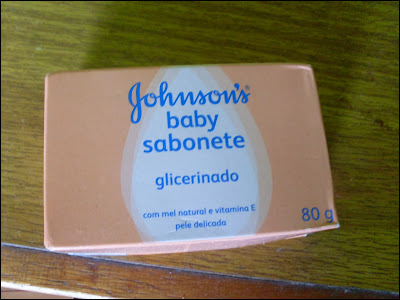 Johnson's®
baby
sabonete
glicerinado
com mel natural e vitamina E
pele delicada
80 g